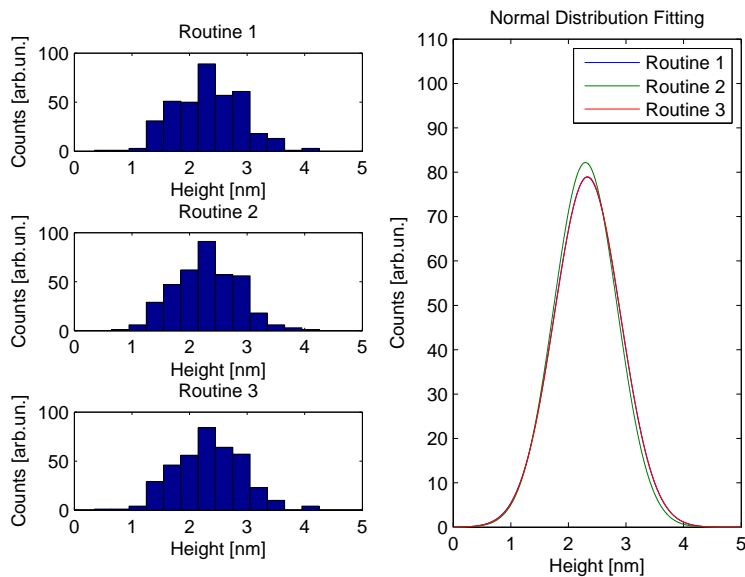 Routine 1
100
50
0
0 1 2 3 4 5
Counts [arb.un.]
Height [nm]
Routine 2
100
50
0
0 1 2 3 4 5
Counts [arb.un.]
Height [nm]
Routine 3
100
50
0
0 1 2 3 4 5
Counts [arb.un.]
Height [nm]
Normal Distribution Fitting
110
100
90
80
70
60
50
40
30
20
10
0
0 1 2 3 4 5
Counts [arb.un.]
Height [nm]
Routine 1
Routine 2
Routine 3